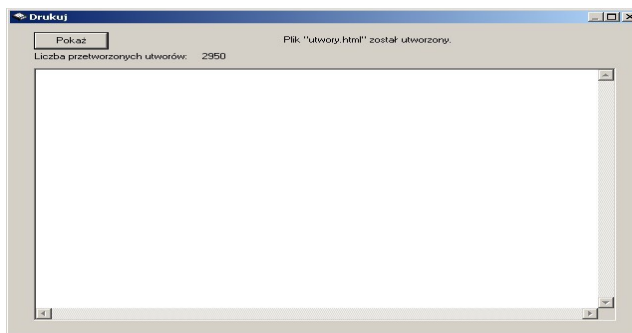 Drukuj
Pokaż
Plik "utwory.html" został utworzony.
Liczba przetworzonych utworów: 2950